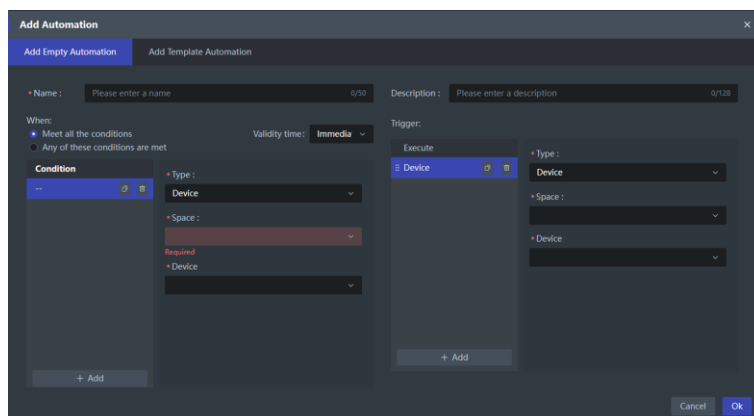 Add Automation
Add Empty Automation
Add Template Automation
* Name :
Please enter a name
0/50
Description :
Please enter a description
0/128
When:
Meet all the conditions
Any of these conditions are met
Validity time:
Immedia
Condition
--
* Type :
Device
* Space :
Required
* Device
+ Add
Trigger:
Execute
Device
* Type :
Device
* Space :
* Device
+ Add
Cancel
Ok